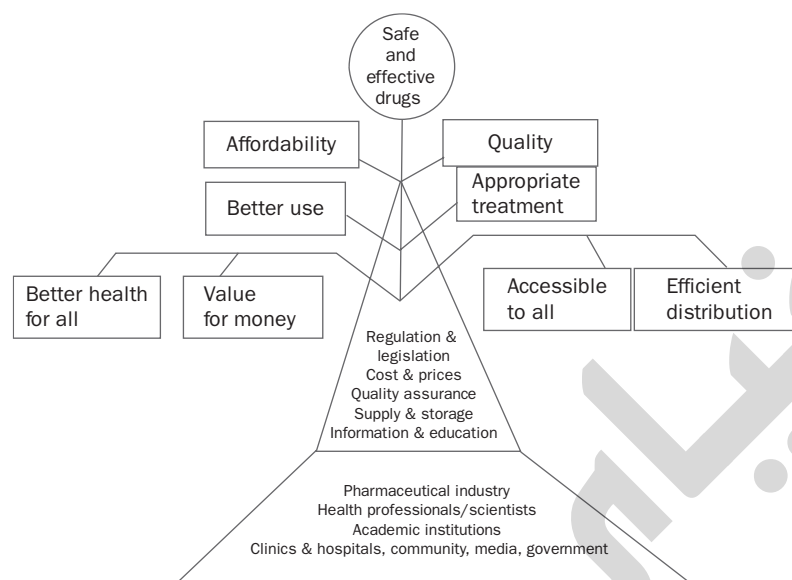 Safe
and
effective
drugs
Affordability
Quality
Better use
Appropriate
treatment
Better health
for all
Value
for money
Accessible
to all
Efficient
distribution
Regulation &
legislation
Cost & prices
Quality assurance
Supply & storage
Information & education
Pharmaceutical industry
Health professionals/scientists
Academic institutions
Clinics & hospitals, community, media, government